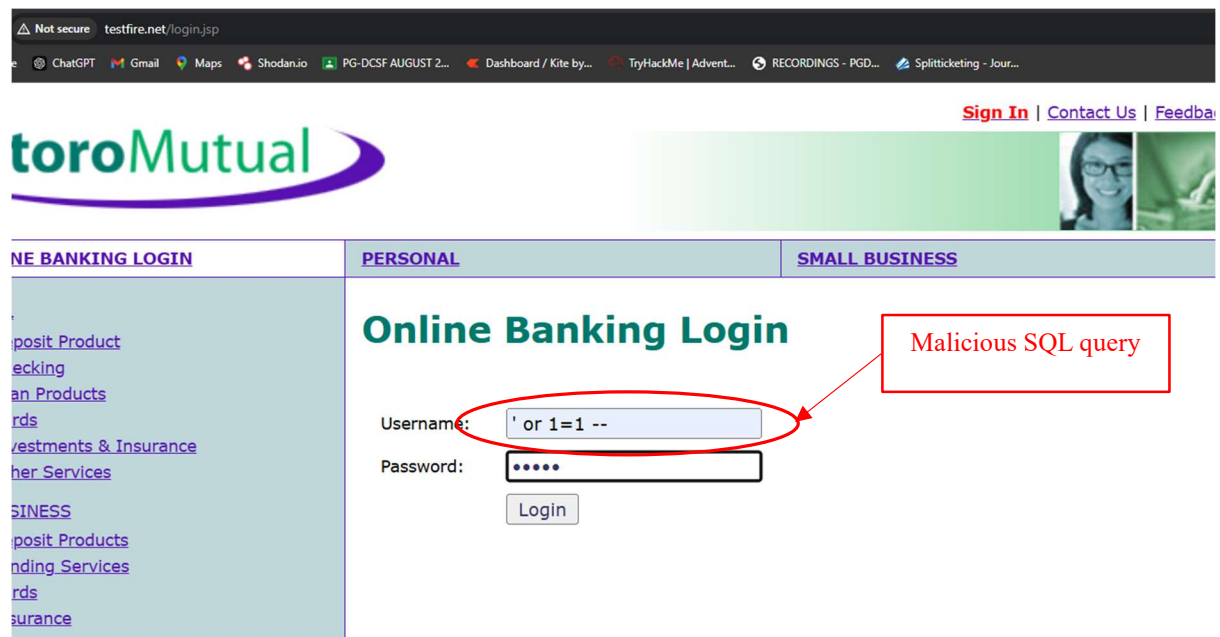 Not secure testfire.net/login.jsp
e ChatGPT Gmail Maps Shodan.io PG-DCSF AUGUST 2... Dashboard / Kite by... TryHackMe | Advent... RECORDINGS - PGD... Splitticketing - Jour...
Sign In | Contact Us | Feedba
toroMutual
NE BANKING LOGIN PERSONAL SMALL BUSINESS
posit Product
ecking
an Products
rds
vestments & Insurance
her Services
SINESS
posit Products
nding Services
rds
surance
Online Banking Login
Malicious SQL query
Username: ' or 1=1 --
Password: •••••
Login